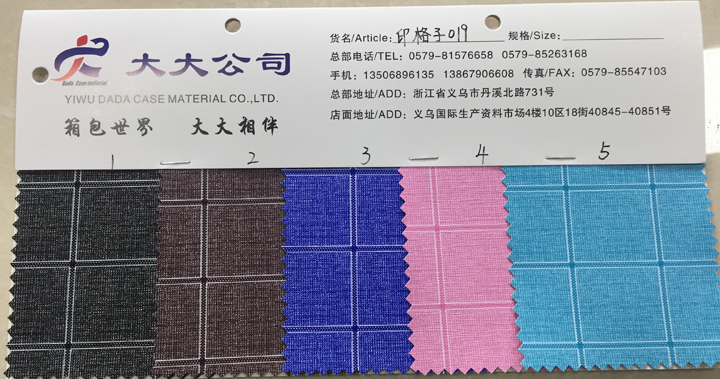 货名/Article: 印格子019 规格/Size:
大大公司
Dada Case material
总部电话/TEL: 0579-81576658 0579-85263168
手机: 13506896135 13867906608 传真/FAX: 0579-85547103
YIWU DADA CASE MATERIAL CO.,LTD.
总部地址/ADD: 浙江省义乌市丹溪北路731号
店面地址/ADD: 义乌国际生产资料市场4楼10区18街40845-40851号
箱包世界 大大相伴
1 2 3 4 5